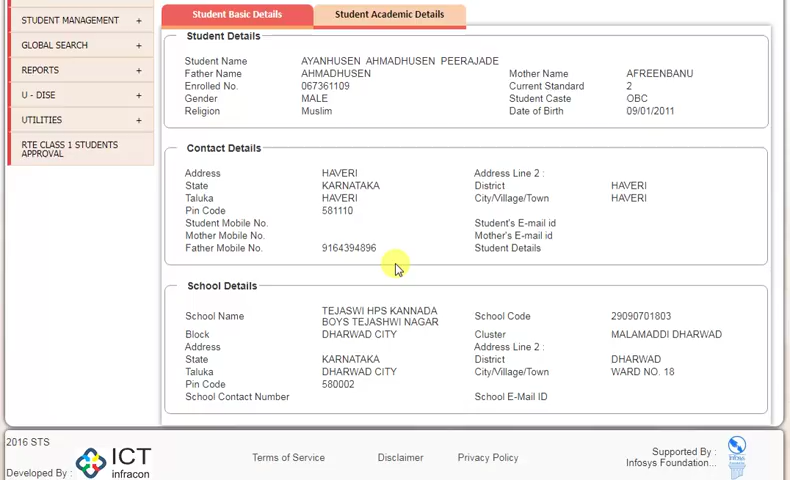 STUDENT MANAGEMENT +
GLOBAL SEARCH +
REPORTS +
U - DISE +
UTILITIES +
RTE CLASS 1 STUDENTS
APPROVAL
Student Basic Details Student Academic Details
Student Details
Student Name AYANHUSEN AHMADHUSEN PEERAJADE
Father Name AHMADHUSEN Mother Name AFREENBANU
Enrolled No. 067361109 Current Standard 2
Gender MALE Student Caste OBC
Religion Muslim Date of Birth 09/01/2011
Contact Details
Address HAVERI Address Line 2 :
State KARNATAKA District HAVERI
Taluka HAVERI City/Village/Town HAVERI
Pin Code 581110
Student Mobile No. Student's E-mail id
Mother Mobile No. Mother's E-mail id
Father Mobile No. 9164394896 Student Details
School Details
School Name TEJASWI HPS KANNADA
BOYS TEJASHWI NAGAR School Code 29090701803
Block DHARWAD CITY Cluster MALAMADDI DHARWAD
Address Address Line 2 :
State KARNATAKA District DHARWAD
Taluka DHARWAD CITY City/Village/Town WARD NO. 18
Pin Code 580002
School Contact Number School E-Mail ID
2016 STS
Developed By : ICT
infracon
Terms of Service Disclaimer Privacy Policy
Supported By :
Infosys Foundation...
Infosys